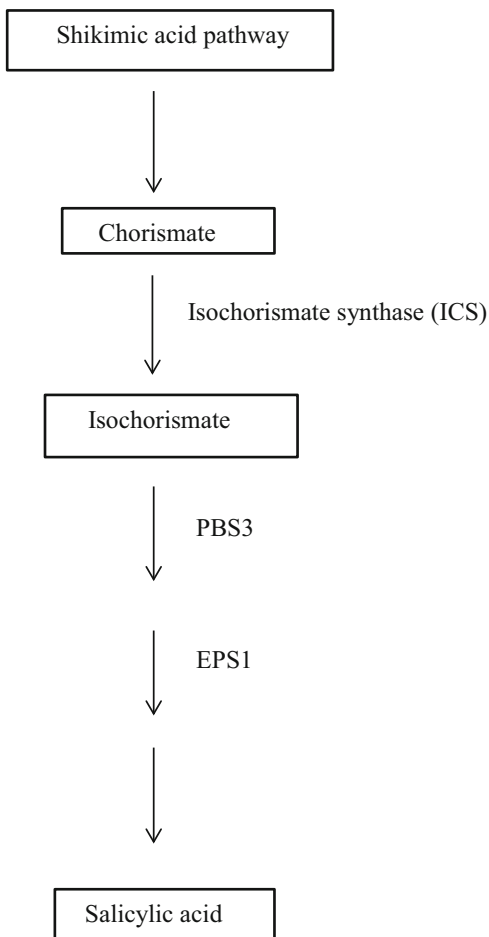 Shikimic acid pathway
Chorismate
Isochorismate synthase (ICS)
Isochorismate
PBS3
EPS1
Salicylic acid